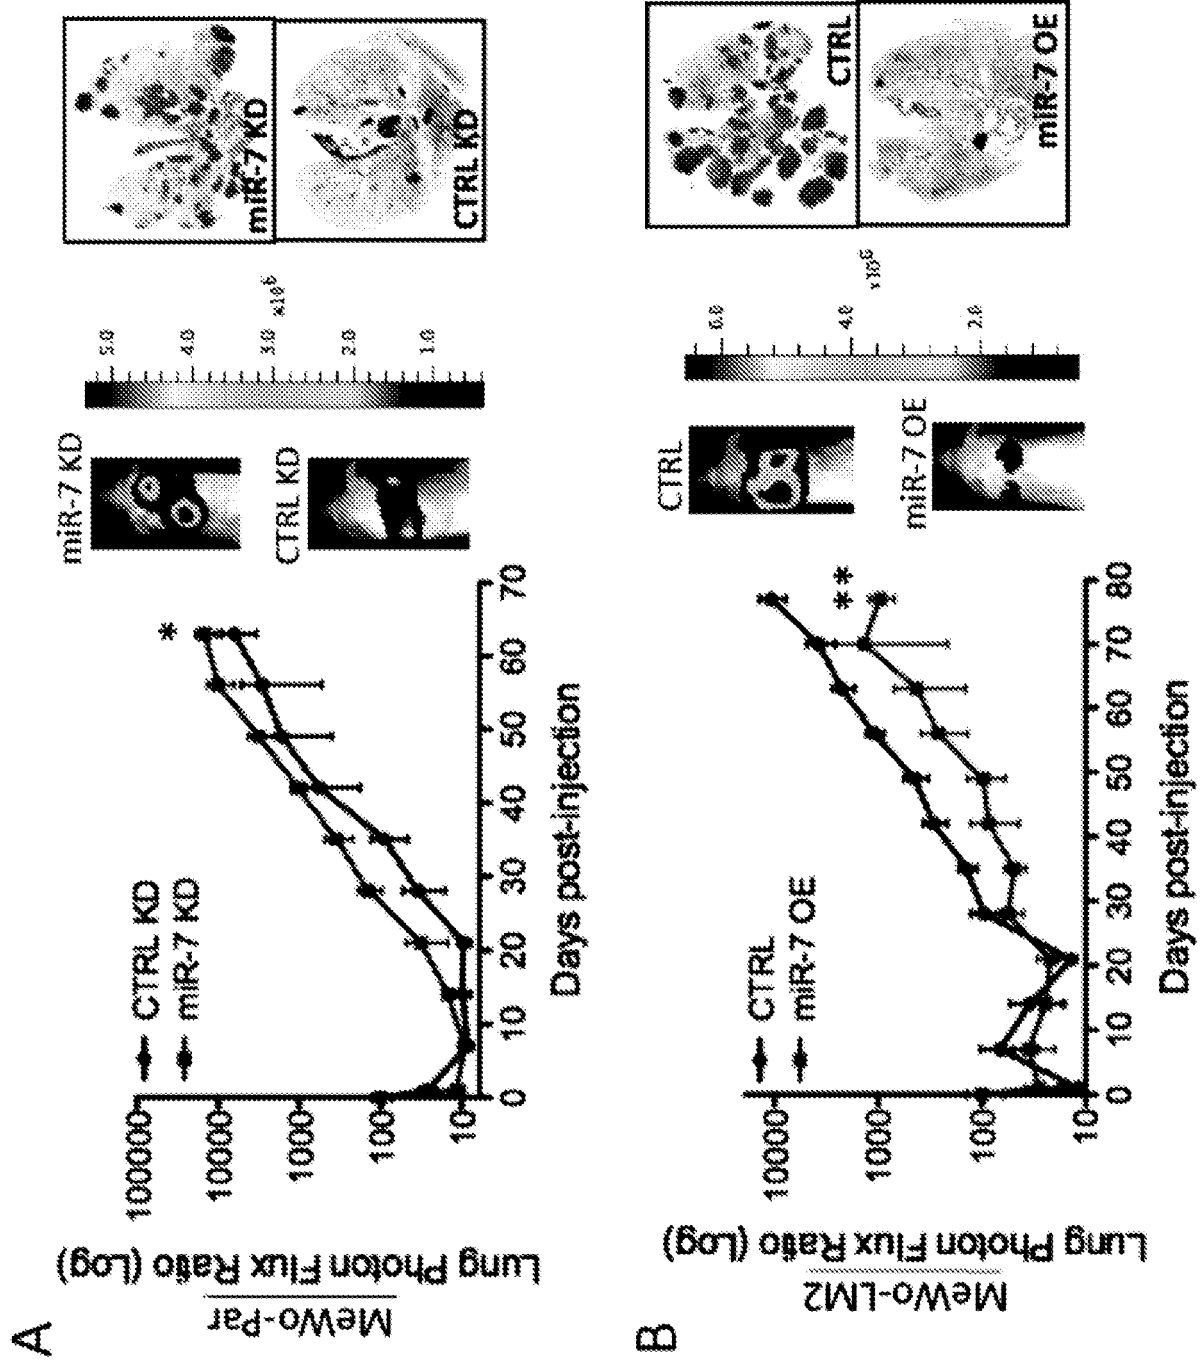 A
MeWo-Par
Lung Photon Flux Ratio (Log)
100000
10000
1000
100
10
CTRL KD
miR-7 KD
*
0
10
20
30
40
50
60
70
Days post-injection
miR-7 KD
CTRL KD
5.0
4.0
3.0
2.0
1.0
x10⁶
miR-7 KD
CTRL KD
B
MeWo-LM2
Lung Photon Flux Ratio (Log)
10000
1000
100
10
CTRL
miR-7 OE
**
0
10
20
30
40
50
60
70
80
Days post-injection
CTRL
miR-7 OE
6.0
4.0
2.0
CTRL
miR-7 OE